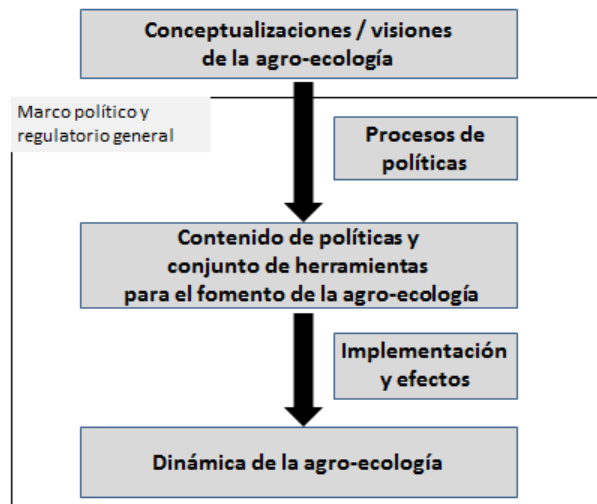 Conceptualizaciones / visiones
de la agro-ecología
Marco político y
regulatorio general
Procesos de
políticas
Contenido de políticas y
conjunto de herramientas
para el fomento de la agro-ecología
Implementación
y efectos
Dinámica de la agro-ecología